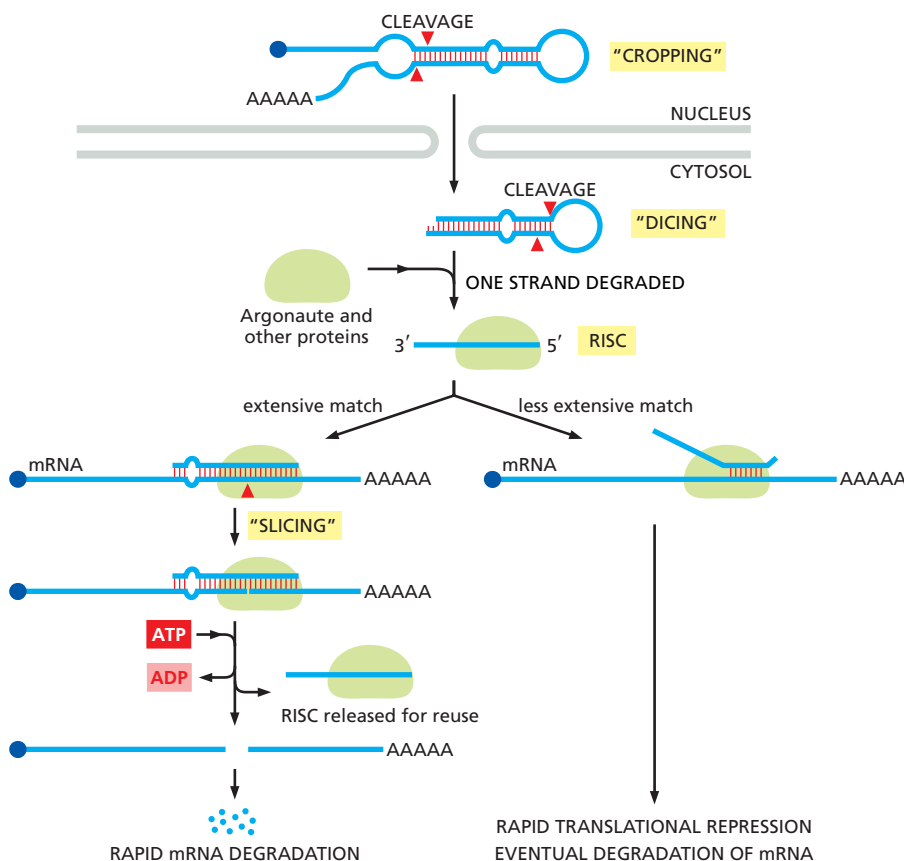 CLEAVAGE
"CROPPING"
AAAAA
NUCLEUS
CYTOSOL
CLEAVAGE
"DICING"
ONE STRAND DEGRADED
Argonaute and
other proteins
3′
5′
RISC
extensive match
less extensive match
mRNA
AAAAA
mRNA
AAAAA
"SLICING"
AAAAA
ATP
ADP
RISC released for reuse
AAAAA
RAPID mRNA DEGRADATION
RAPID TRANSLATIONAL REPRESSION
EVENTUAL DEGRADATION OF mRNA